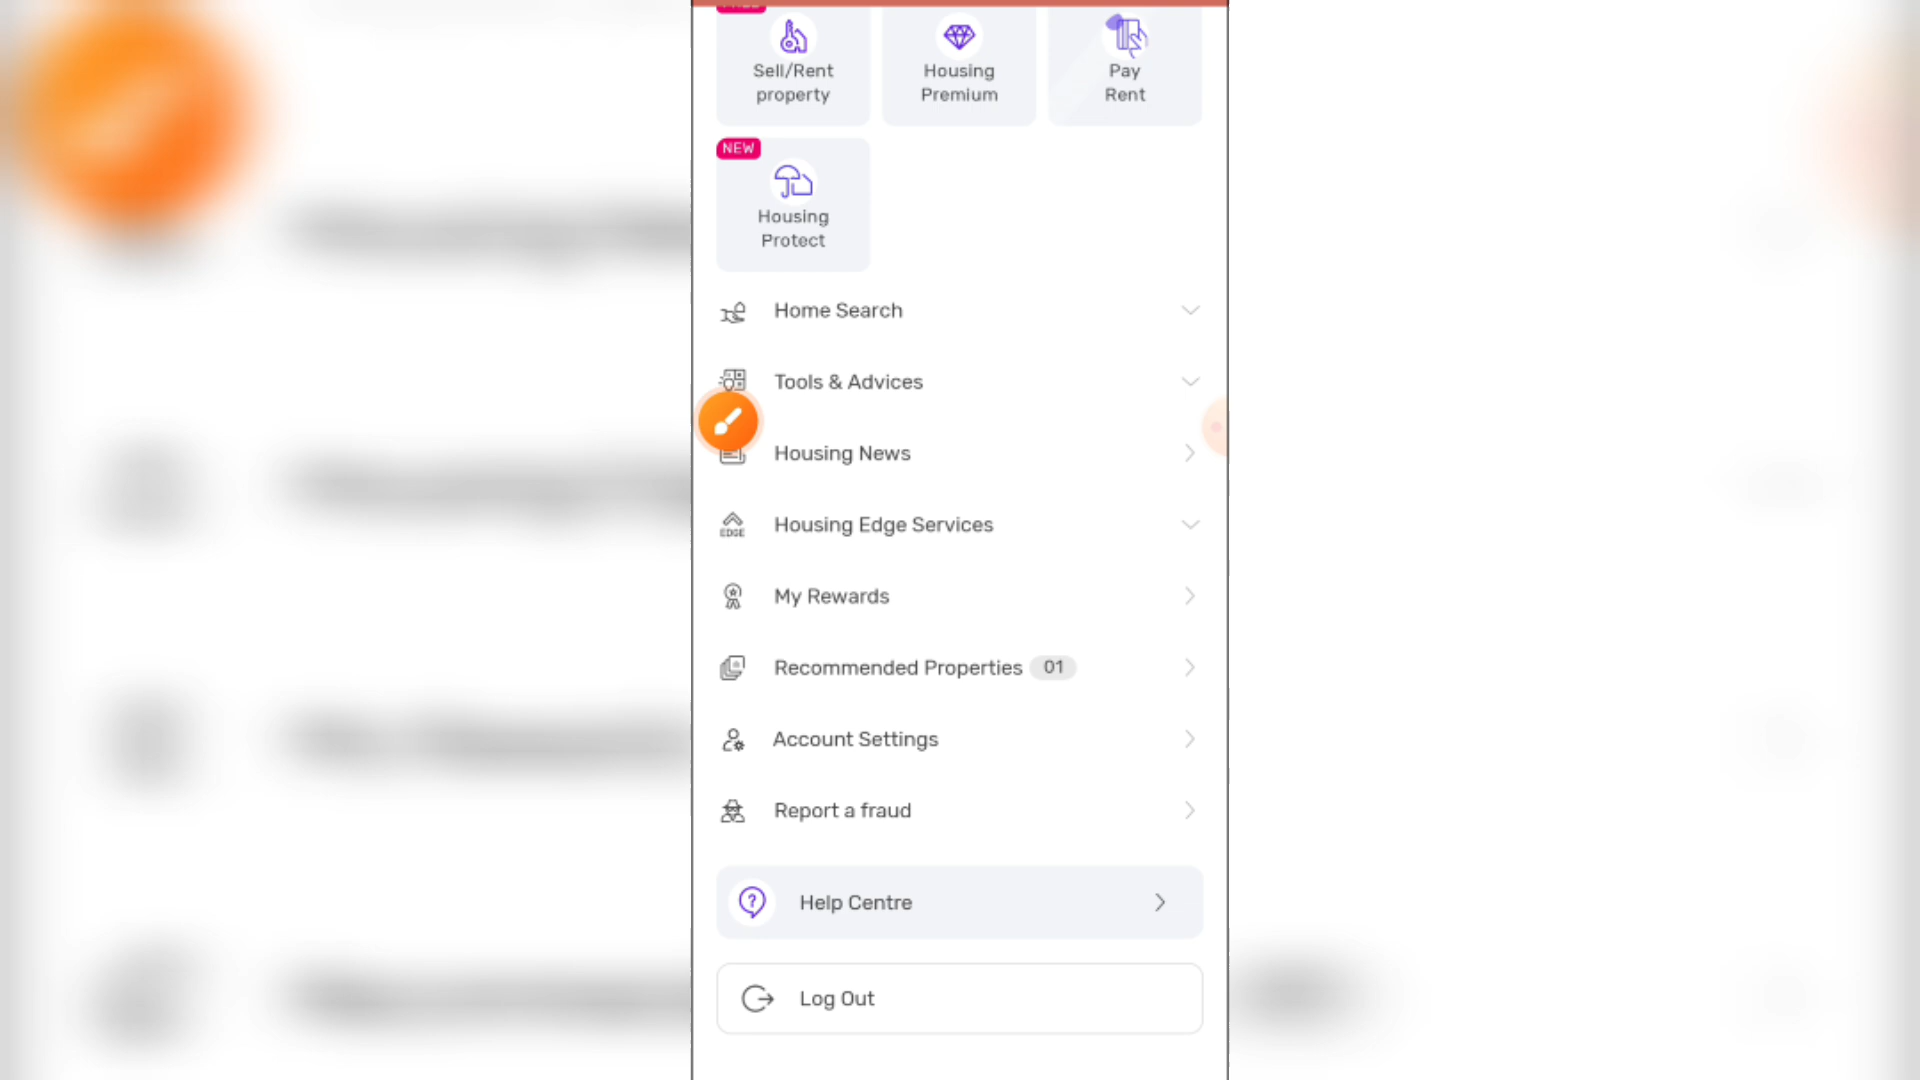 Sell/Rent
property
Housing
Premium
Pay
Rent
NEW
Housing
Protect
Home Search
Tools & Advices
Housing News
EDGE
Housing Edge Services
My Rewards
Recommended Properties 01
Account Settings
Report a fraud
Help Centre
Log Out